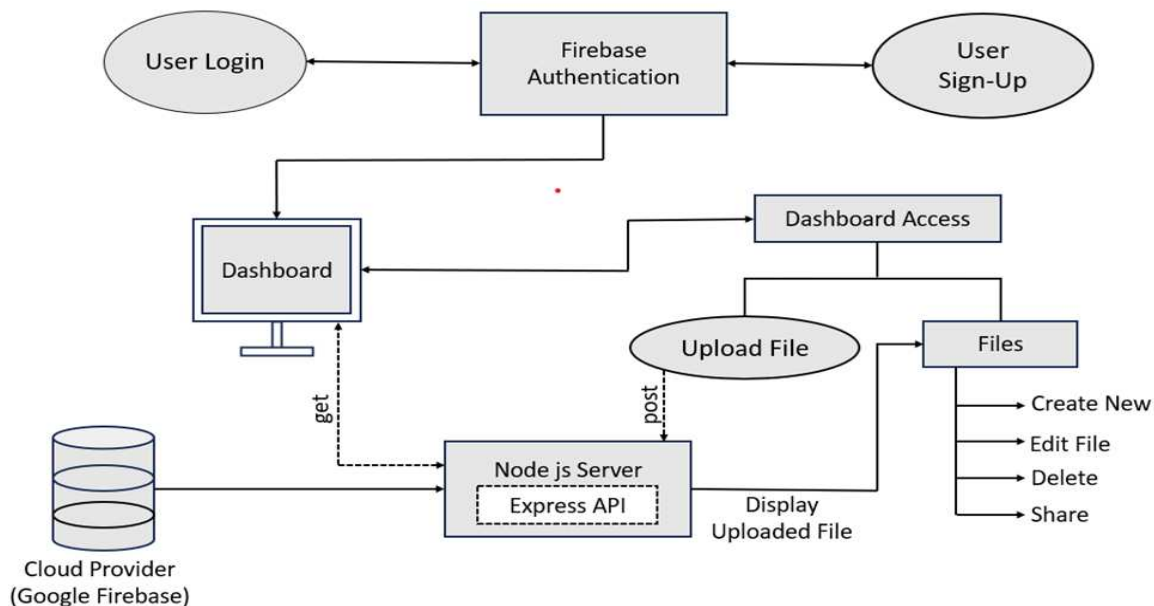 User Login
Firebase
Authentication
User
Sign-Up
Dashboard Access
Dashboard
Upload File
Files
get
post
Create New
Edit File
Delete
Share
Node js Server
Express API
Display
Uploaded File
Cloud Provider
(Google Firebase)